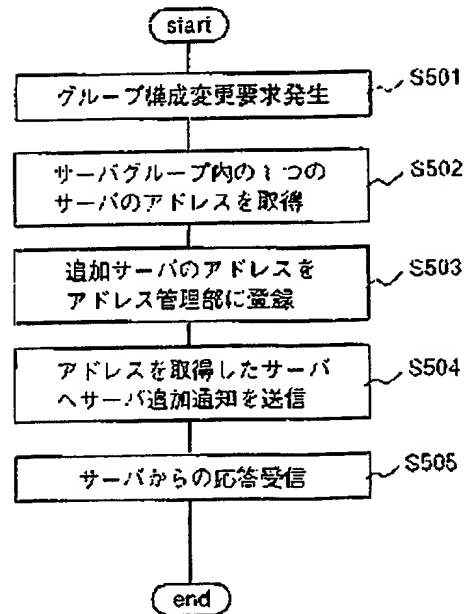 start
グループ構成変更要求発生
S501
サーバグループ内の1つの
サーバのアドレスを取得
S502
追加サーバのアドレスを
アドレス管理部に登録
S503
アドレスを取得したサーバ
へサーバ追加通知を送信
S504
サーバからの応答受信
S505
end